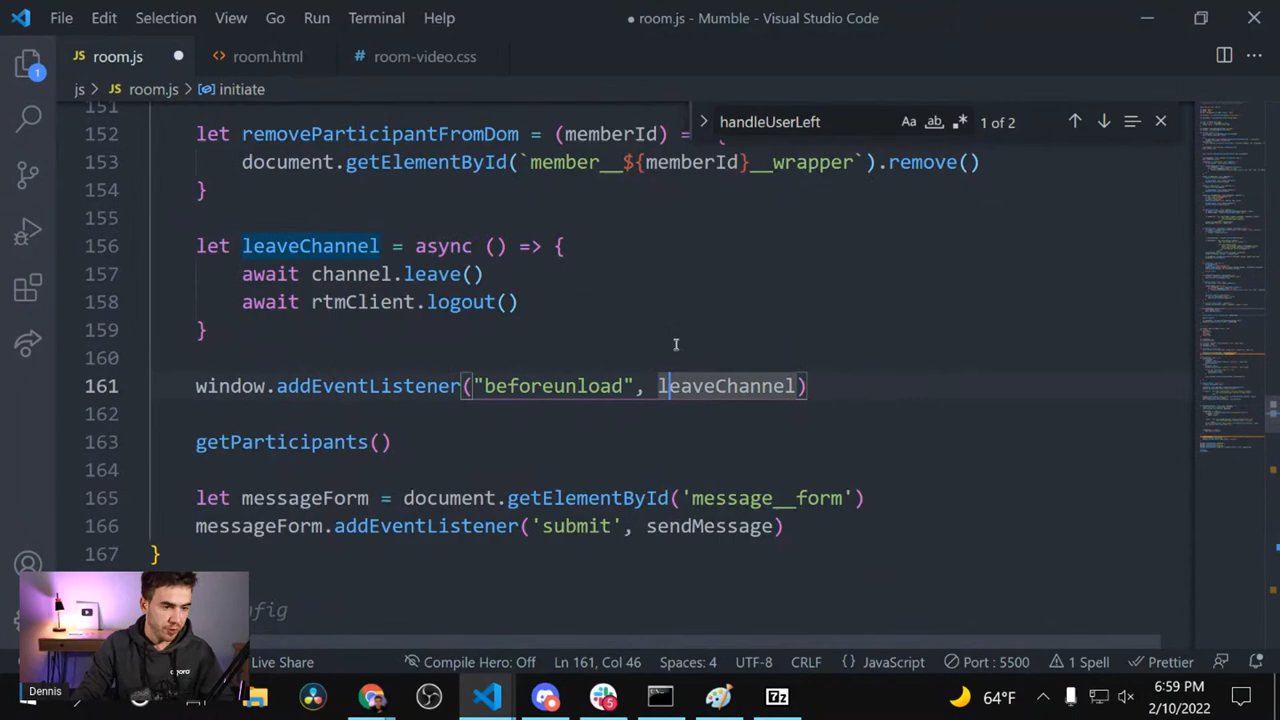 File Edit Selection View Go Run Terminal Help ● room.js - Mumble - Visual Studio Code
JS room.js ● <> room.html # room-video.css
js > JS room.js > initiate
handleUserLeft Aa ab 1 of 2
151
152 let removeParticipantFromDom = (memberId) =
153 document.getElementById(`member__${memberId}__wrapper`).remove()
154 }
155
156 let leaveChannel = async () => {
157 await channel.leave()
158 await rtmClient.logout()
159 }
160
161 window.addEventListener("beforeunload", leaveChannel)
162
163 getParticipants()
164
165 let messageForm = document.getElementById('message__form')
166 messageForm.addEventListener('submit', sendMessage)
167 }
1
Dennis
Live Share Compile Hero: Off Ln 161, Col 46 Spaces: 4 UTF-8 CRLF {} JavaScript Port : 5500 1 Spell Prettier
5 7z 64°F 6:59 PM
2/10/2022